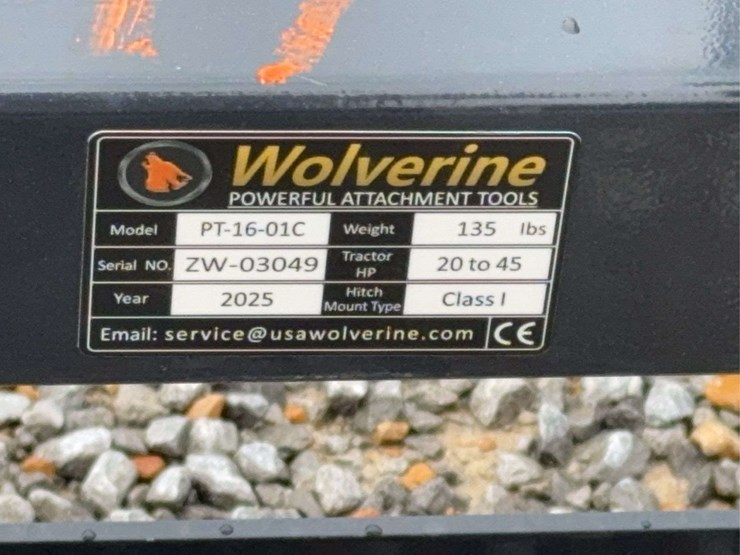 Wolverine
POWERFUL ATTACHMENT TOOLS
Model PT-16-01C Weight 135 lbs
Serial NO. ZW-03049 Tractor HP 20 to 45
Year 2025 Hitch Mount Type Class I
Email: service@usawolverine.com CE